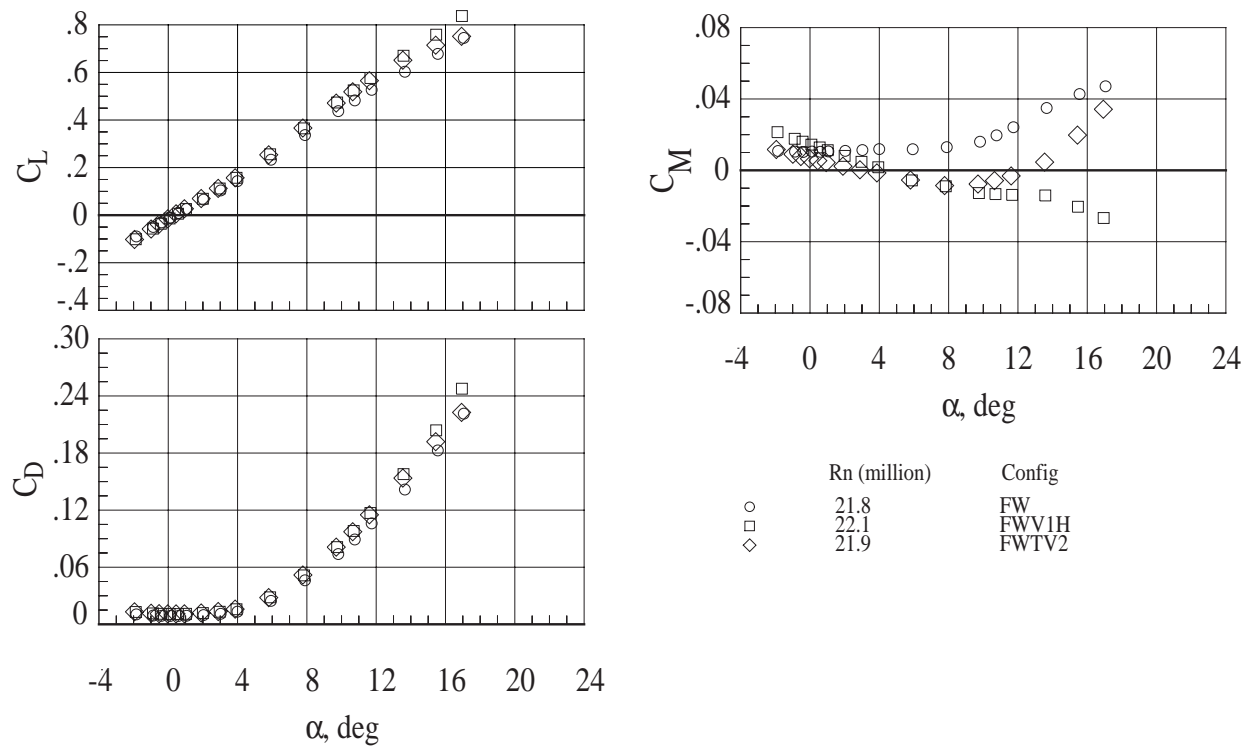 .8
.6
.4
.2
0
-.2
-.4
C_L
.30
.24
.18
.12
.06
0
C_D
-4 0 4 8 12 16 20 24
α, deg
.08
.04
0
-.04
-.08
C_M
-4 0 4 8 12 16 20 24
α, deg
Rn (million) Config
21.8 FW
22.1 FWV1H
21.9 FWTV2